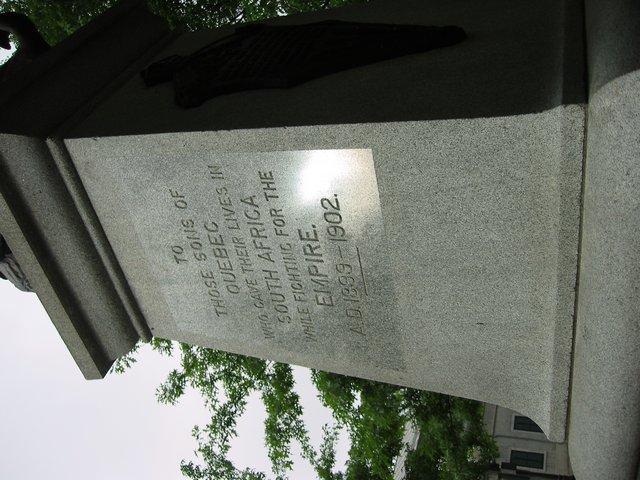 TO
THOSE SONS OF
QUEBEC
WHO GAVE THEIR LIVES IN
SOUTH AFRICA
WHILE FIGHTING FOR THE
EMPIRE.
A.D. 1899-1902.